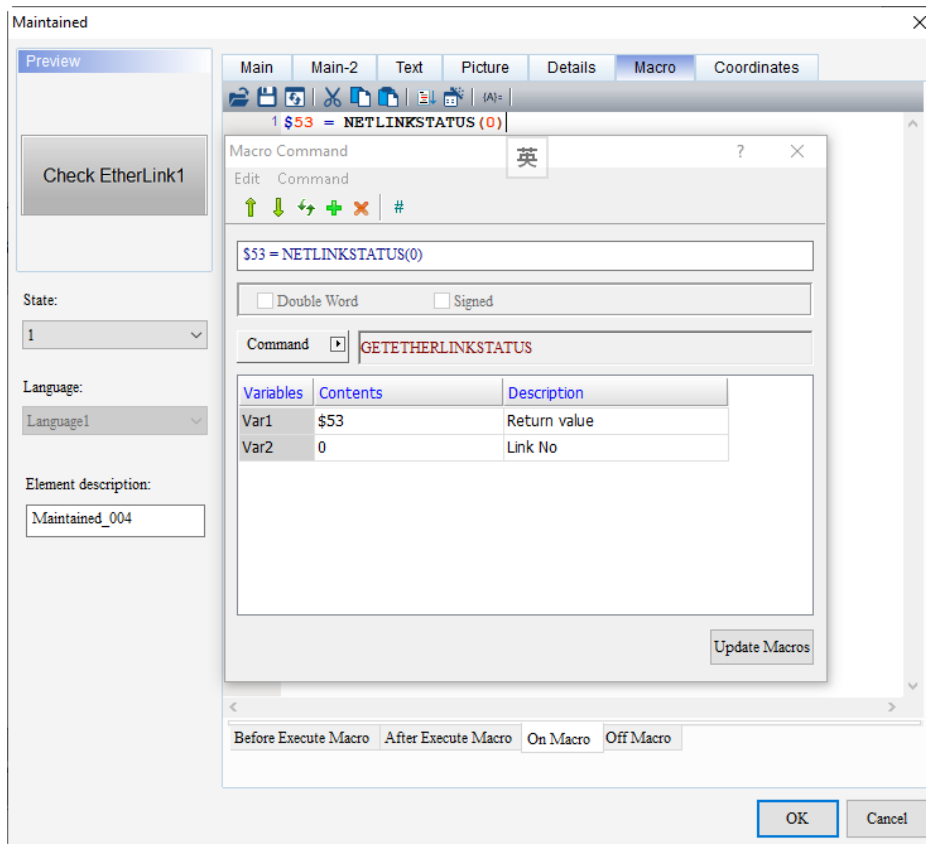 Maintained
Preview
Main Main-2 Text Picture Details Macro Coordinates
{A}=
1 $53 = NETLINKSTATUS(0)
Check EtherLink1
Macro Command ?
英
Edit Command
#
$53 = NETLINKSTATUS(0)
Double Word Signed
Command GETETHERLINKSTATUS
Variables Contents Description
Var1 $53 Return value
Var2 0 Link No
Update Macros
State:
1
Language:
Language1
Element description:
Maintained_004
Before Execute Macro After Execute Macro On Macro Off Macro
OK Cancel